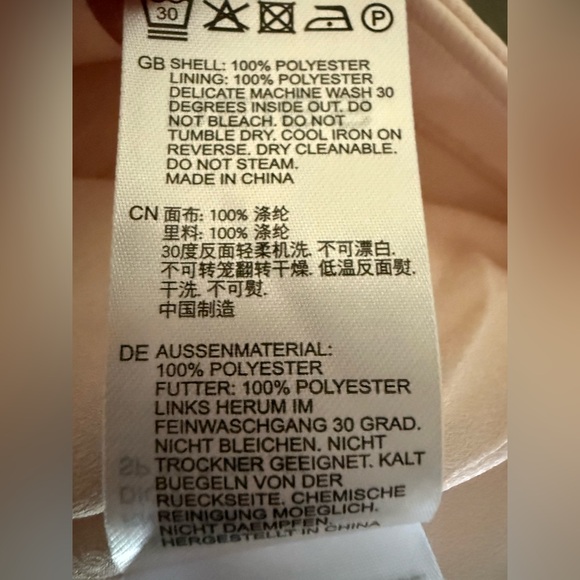 30
P
GB SHELL: 100% POLYESTER
LINING: 100% POLYESTER
DELICATE MACHINE WASH 30
DEGREES INSIDE OUT. DO
NOT BLEACH. DO NOT
TUMBLE DRY. COOL IRON ON
REVERSE. DRY CLEANABLE.
DO NOT STEAM.
MADE IN CHINA
CN 面布: 100% 涤纶
里料: 100% 涤纶
30度反面轻柔机洗. 不可漂白.
不可转笼翻转干燥. 低温反面熨.
干洗. 不可熨.
中国制造
DE AUSSENMATERIAL:
100% POLYESTER
FUTTER: 100% POLYESTER
LINKS HERUM IM
FEINWASCHGANG 30 GRAD.
NICHT BLEICHEN. NICHT
TROCKNER GEEIGNET. KALT
BUEGELN VON DER
RUECKSEITE. CHEMISCHE
REINIGUNG MOEGLICH.
NICHT DAEMPFEN.
HERGESTELLT IN CHINA